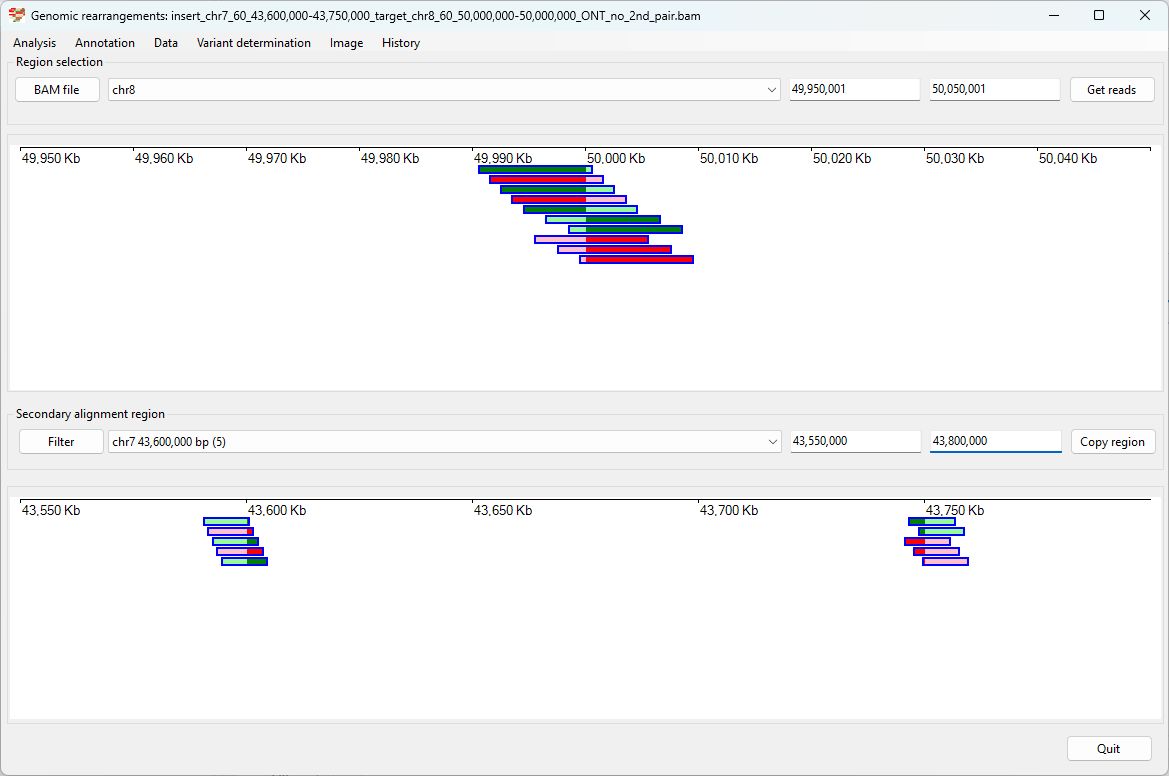 Genomic rearrangements: insert_chr7_60_43,600,000-43,750,000_target_chr8_60_50,000,000-50,000,000_ONT_no_2nd_pair.bam
Analysis Annotation Data Variant determination Image History
Region selection
BAM file chr8 49,950,001 50,050,001 Get reads
49,950 Kb 49,960 Kb 49,970 Kb 49,980 Kb 49,990 Kb 50,000 Kb 50,010 Kb 50,020 Kb 50,030 Kb 50,040 Kb
Secondary alignment region
Filter chr7 43,600,000 bp (5) 43,550,000 43,800,000 Copy region
43,550 Kb 43,600 Kb 43,650 Kb 43,700 Kb 43,750 Kb
Quit